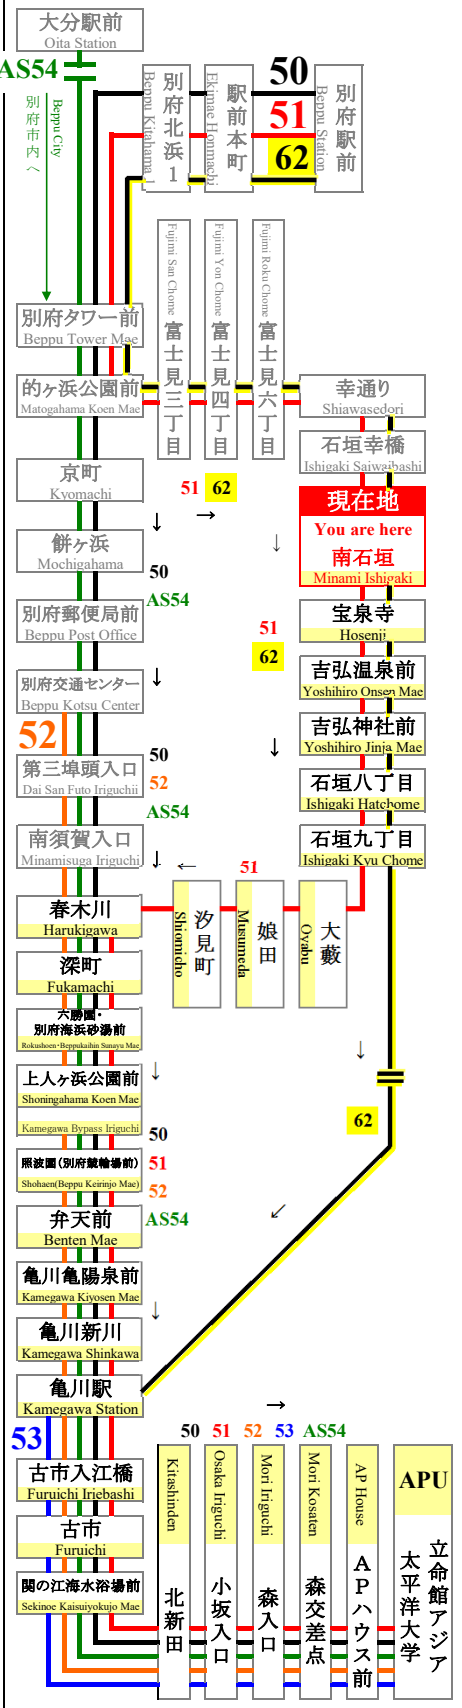 大分駅前
Oita Station
AS54
Beppu City
別府市内へ
別府北浜1
Beppu Kitahama 1
駅前本町
Ekimae Honmachi
50
51
62
別府駅前
Beppu Station
富士見三丁目
Fujimi San Chome
富士見四丁目
Fujimi Yon Chome
富士見六丁目
Fujimi Roku Chome
別府タワー前
Beppu Tower Mae
的ヶ浜公園前
Matogahama Koen Mae
幸通り
Shiawasedori
石垣幸橋
Ishigaki Saiwaibashi
京町
Kyomachi
51 62
↓ →
現在地
You are here
南石垣
Minami Ishigaki
餅ヶ浜
Mochigahama
↓
50
AS54
別府郵便局前
Beppu Post Office
51
62
宝泉寺
Hosenji
別府交通センター
Beppu Kotsu Center
↓
吉弘温泉前
Yoshihiro Onsen Mae
52
吉弘神社前
Yoshihiro Jinja Mae
↓
第三埠頭入口
Dai San Futo Iriguchii
50
52
AS54
石垣八丁目
Ishigaki Hatchome
南須賀入口
Minamisuga Iriguchi
↓ ←
51
石垣九丁目
Ishigaki Kyu Chome
春木川
Harukigawa
汐見町
Shiomicho
娘田
Musumeda
大藪
Oyabu
深町
Fukamachi
六勝園・
別府海浜砂湯前
Rokushoen・Beppukaihin Sunayu Mae
↓
上人ヶ浜公園前
Shoningahama Koen Mae
↓
Kamegawa Bypass Iriguchi
62
50
51
52
AS54
照波園(別府競輪場前)
Shohaen(Beppu Keirinjo Mae)
弁天前
Benten Mae
↙
亀川亀陽泉前
Kamegawa Kiyosen Mae
↓
亀川新川
Kamegawa Shinkawa
亀川駅
Kamegawa Station
→
53
50 51 52 53 AS54
古市入江橋
Furuichi Iriebashi
古市
Furuichi
関の江海水浴場前
Sekinoe Kaisuiyokujo Mae
Kitashinden
北新田
Osaka Iriguchi
小坂入口
Mori Iriguchi
森入口
Mori Kosaten
森交差点
AP House
APハウス前
APU
立命館アジア
太平洋大学